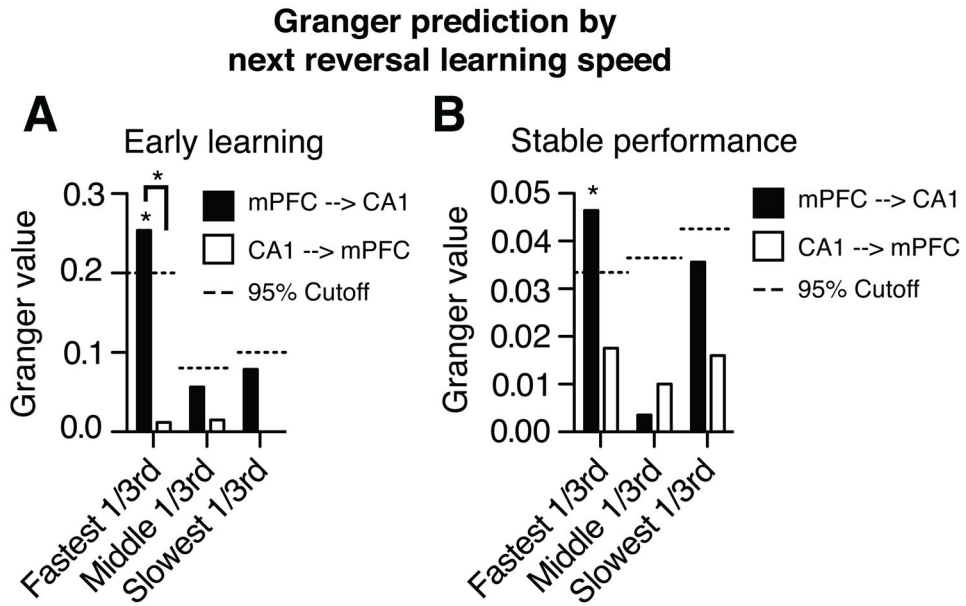 Granger prediction by
next reversal learning speed
A
Early learning
Granger value
0.3
0.2
0.1
0.0
*
*
mPFC --> CA1
CA1 --> mPFC
95% Cutoff
Fastest 1/3rd
Middle 1/3rd
Slowest 1/3rd
B
Stable performance
Granger value
0.05
0.04
0.03
0.02
0.01
0.00
*
mPFC --> CA1
CA1 --> mPFC
95% Cutoff
Fastest 1/3rd
Middle 1/3rd
Slowest 1/3rd